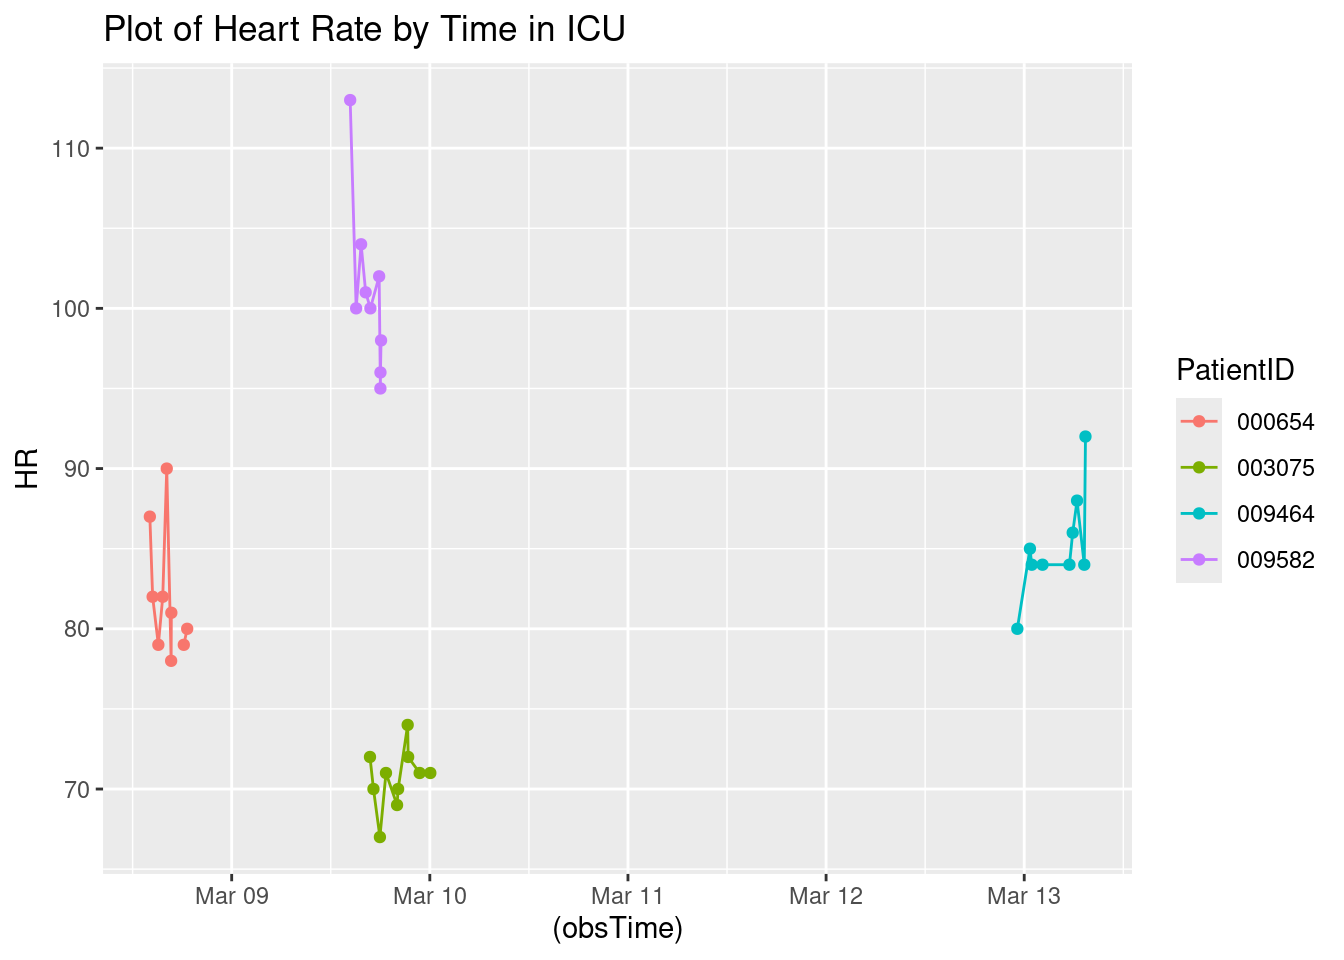 Plot of Heart Rate by Time in ICU
110
100
90
80
70
HR
Mar 09
Mar 10
Mar 11
Mar 12
Mar 13
(obsTime)
PatientID
000654
003075
009464
009582